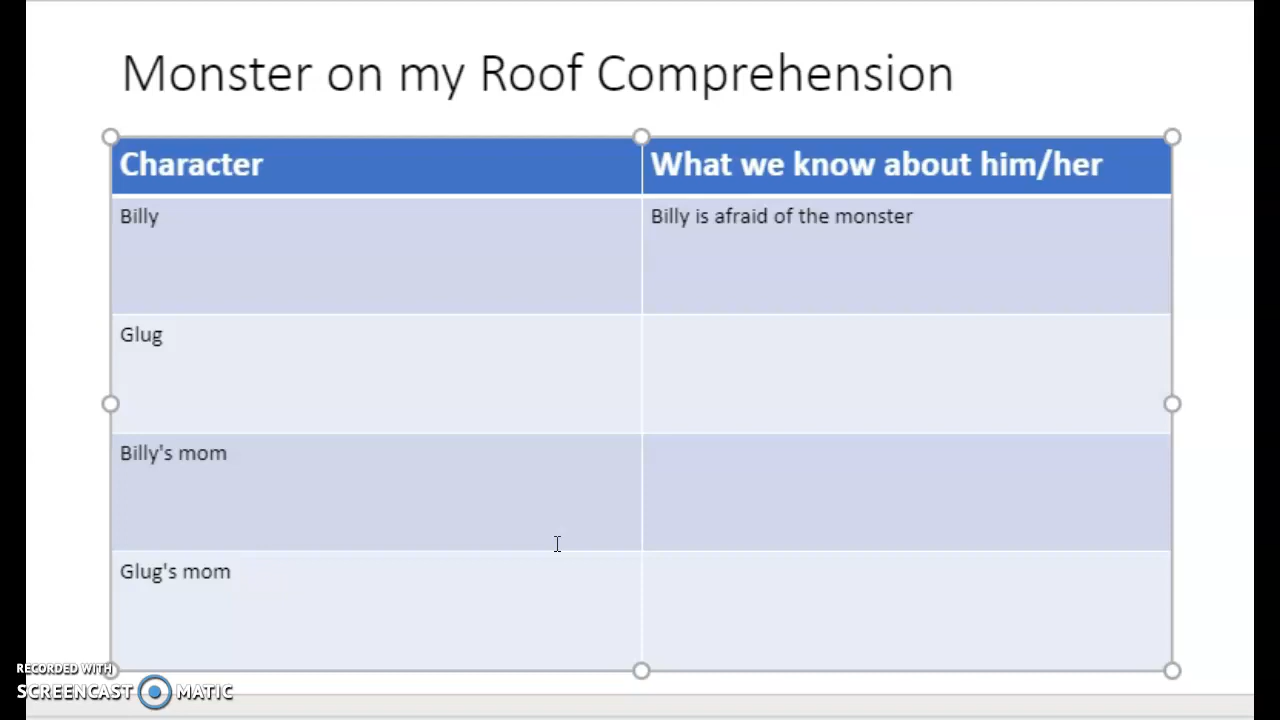 Monster on my Roof Comprehension
Character
What we know about him/her
Billy
Billy is afraid of the monster
Glug
Billy's mom
Glug's mom
RECORDED WITH
SCREENCAST MATIC